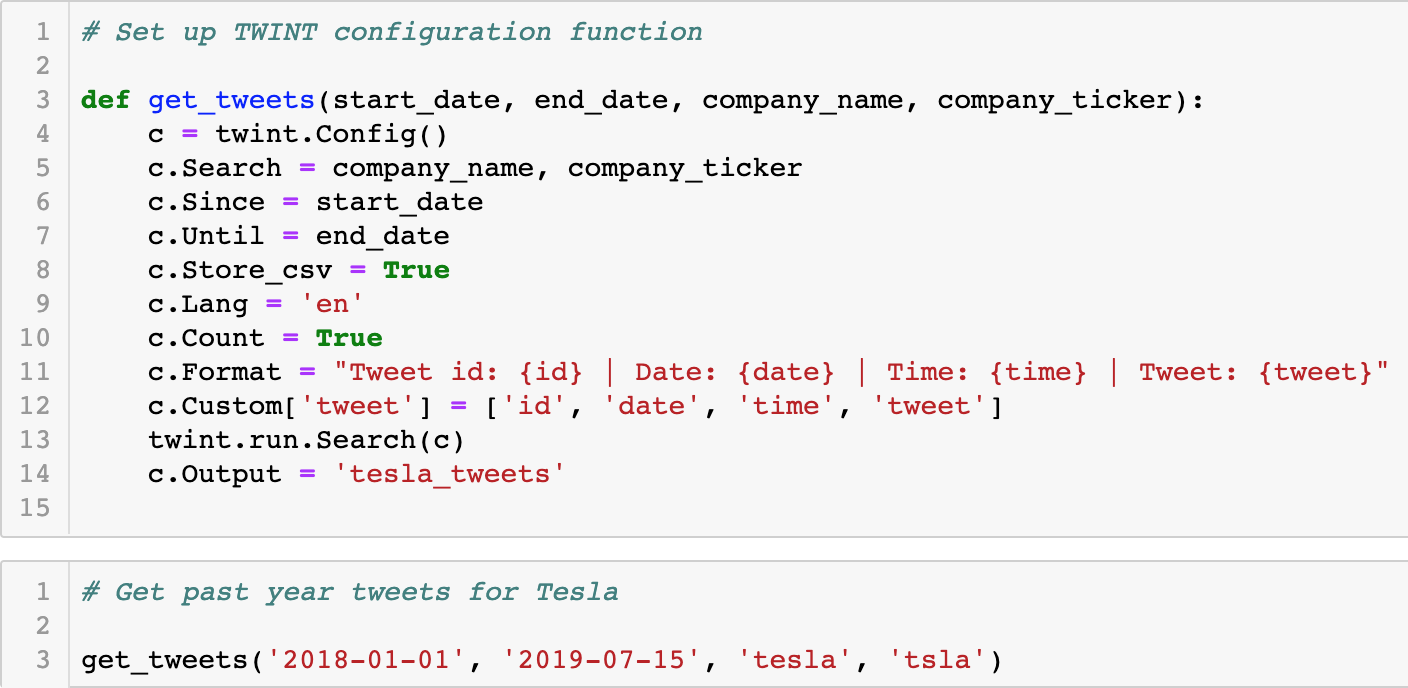 1 # Set up TWINT configuration function
2
3 def get_tweets(start_date, end_date, company_name, company_ticker):
4     c = twint.Config()
5     c.Search = company_name, company_ticker
6     c.Since = start_date
7     c.Until = end_date
8     c.Store_csv = True
9     c.Lang = 'en'
10     c.Count = True
11     c.Format = "Tweet id: {id} | Date: {date} | Time: {time} | Tweet: {tweet}"
12     c.Custom['tweet'] = ['id', 'date', 'time', 'tweet']
13     twint.run.Search(c)
14     c.Output = 'tesla_tweets'
15
1 # Get past year tweets for Tesla
2
3 get_tweets('2018-01-01', '2019-07-15', 'tesla', 'tsla')